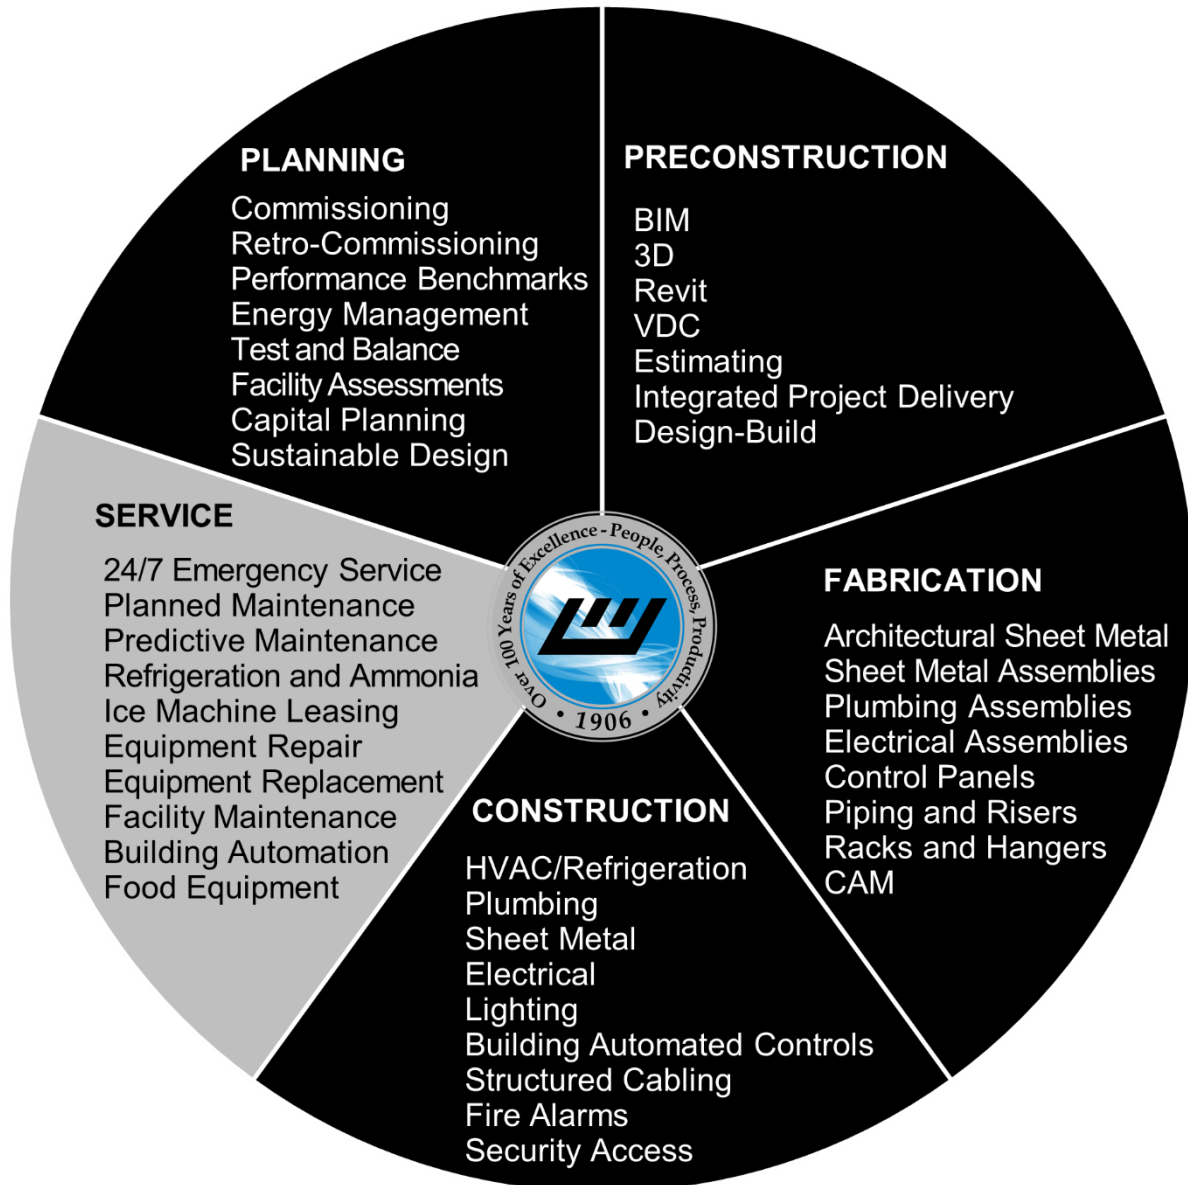 PLANNING
Commissioning
Retro-Commissioning
Performance Benchmarks
Energy Management
Test and Balance
Facility Assessments
Capital Planning
Sustainable Design
PRECONSTRUCTION
BIM
3D
Revit
VDC
Estimating
Integrated Project Delivery
Design-Build
SERVICE
24/7 Emergency Service
Planned Maintenance
Predictive Maintenance
Refrigeration and Ammonia
Ice Machine Leasing
Equipment Repair
Equipment Replacement
Facility Maintenance
Building Automation
Food Equipment
Over 100 Years of Excellence - People, Process, Productivity
• 1906 •
FABRICATION
Architectural Sheet Metal
Sheet Metal Assemblies
Plumbing Assemblies
Electrical Assemblies
Control Panels
Piping and Risers
Racks and Hangers
CAM
CONSTRUCTION
HVAC/Refrigeration
Plumbing
Sheet Metal
Electrical
Lighting
Building Automated Controls
Structured Cabling
Fire Alarms
Security Access